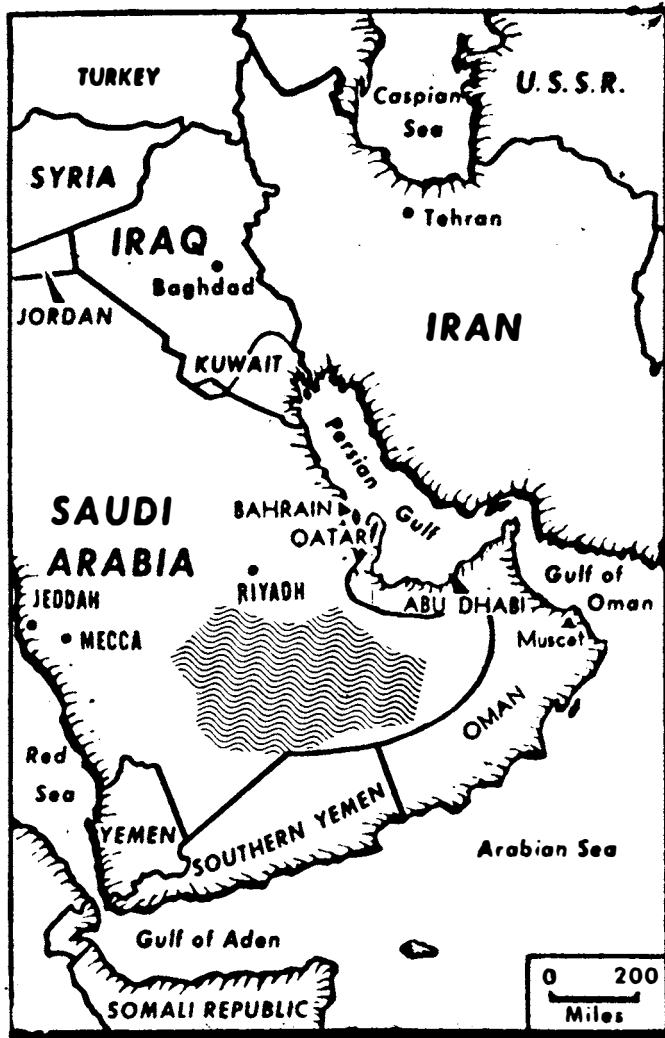 TURKEY
Caspian
Sea
U.S.S.R.
SYRIA
Tehran
IRAQ
Baghdad
JORDAN
IRAN
KUWAIT
Persian
Gulf
SAUDI
ARABIA
BAHRAIN
QATAR
RIYADH
ABU DHABI
Gulf of
Oman
JEDDAH
MECCA
Muscat
OMAN
Red
Sea
YEMEN
SOUTHERN YEMEN
Arabian Sea
Gulf of Aden
SOMALI REPUBLIC
0 200
Miles